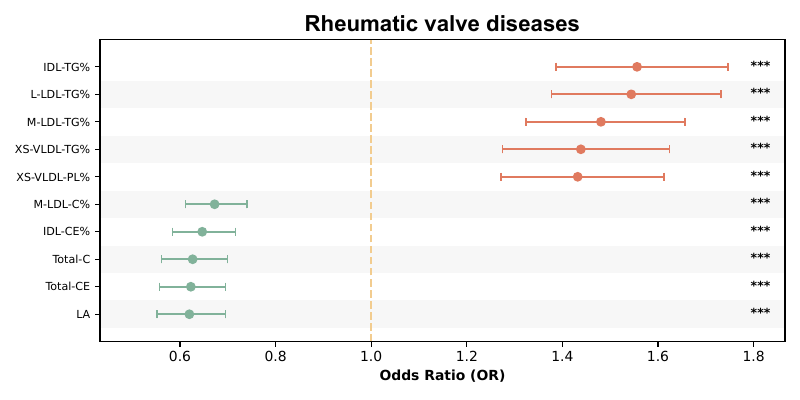 Rheumatic valve diseases
IDL-TG% ***
L-LDL-TG% ***
M-LDL-TG% ***
XS-VLDL-TG% ***
XS-VLDL-PL% ***
M-LDL-C% ***
IDL-CE% ***
Total-C ***
Total-CE ***
LA ***
0.6 0.8 1.0 1.2 1.4 1.6 1.8
Odds Ratio (OR)